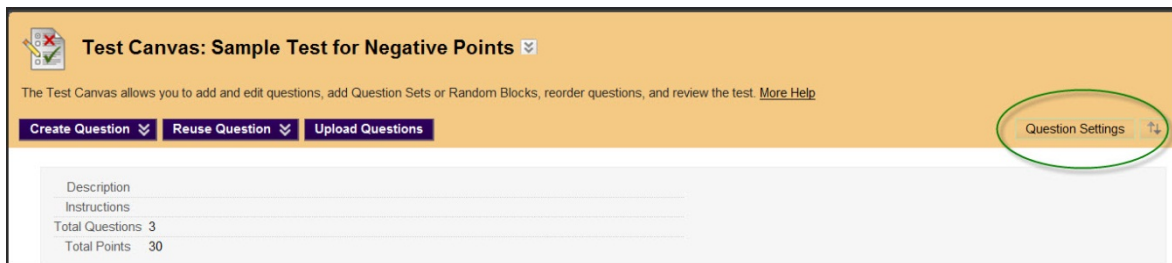 Test Canvas: Sample Test for Negative Points
The Test Canvas allows you to add and edit questions, add Question Sets or Random Blocks, reorder questions, and review the test. More Help
Create Question Reuse Question Upload Questions Question Settings
Description
Instructions
Total Questions 3
Total Points 30